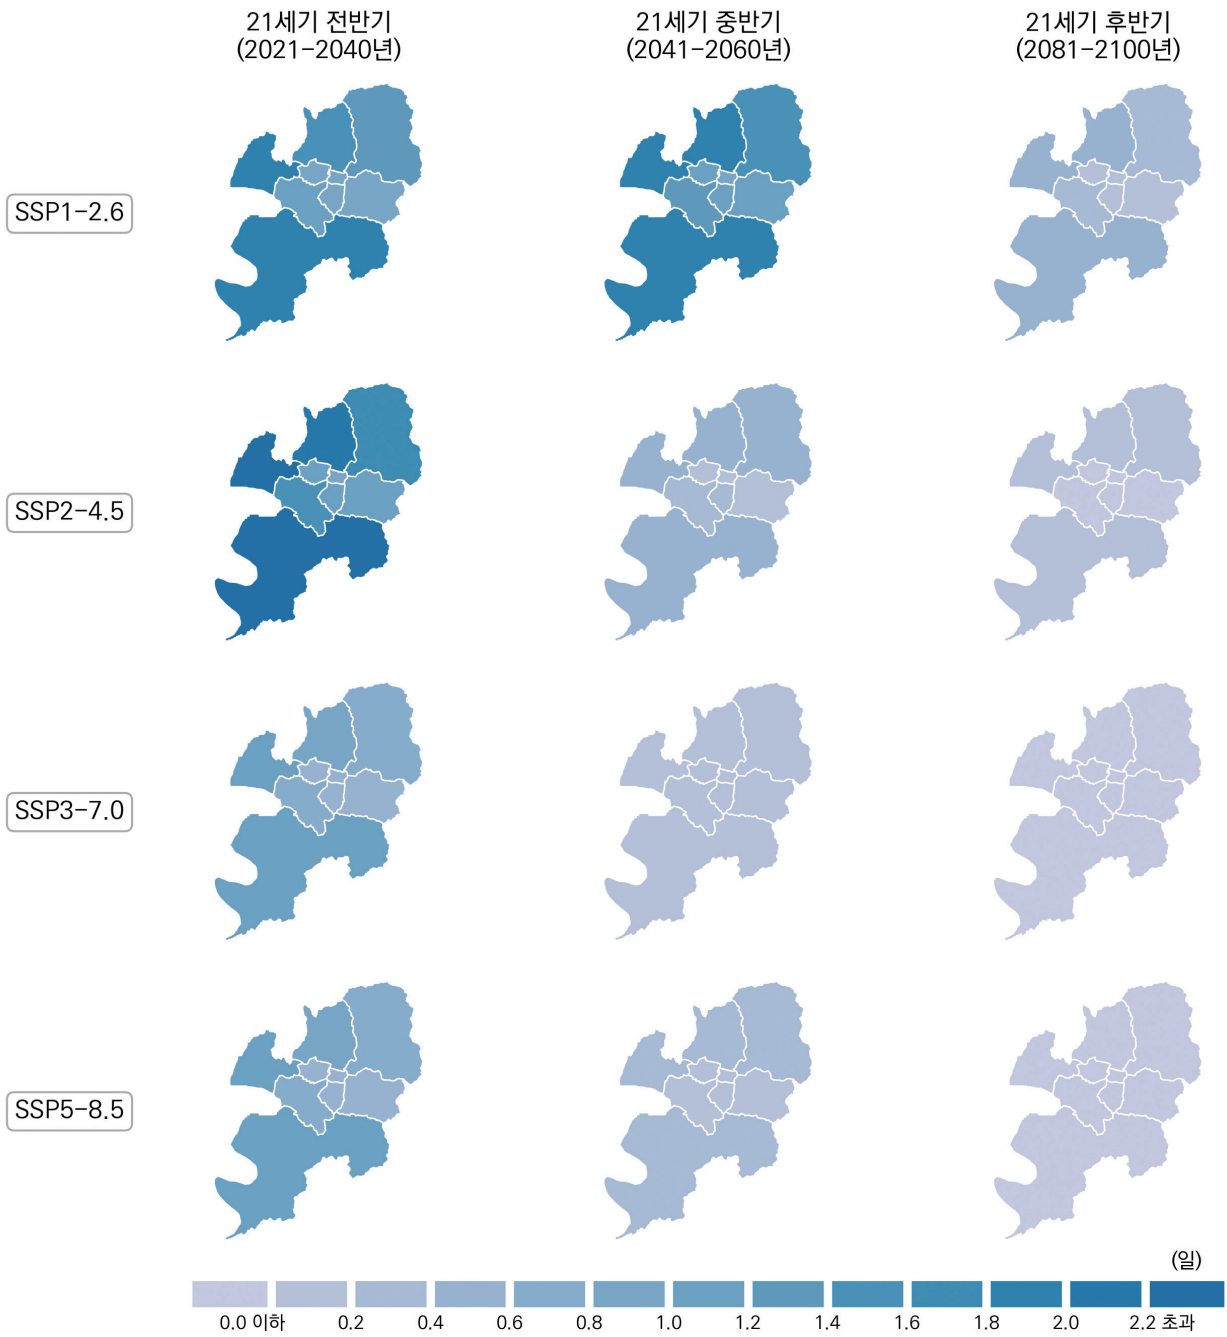 21세기 전반기
(2021-2040년)
21세기 중반기
(2041-2060년)
21세기 후반기
(2081-2100년)
SSP1-2.6
SSP2-4.5
SSP3-7.0
SSP5-8.5
(일)
0.0 이하 0.2 0.4 0.6 0.8 1.0 1.2 1.4 1.6 1.8 2.0 2.2 초과